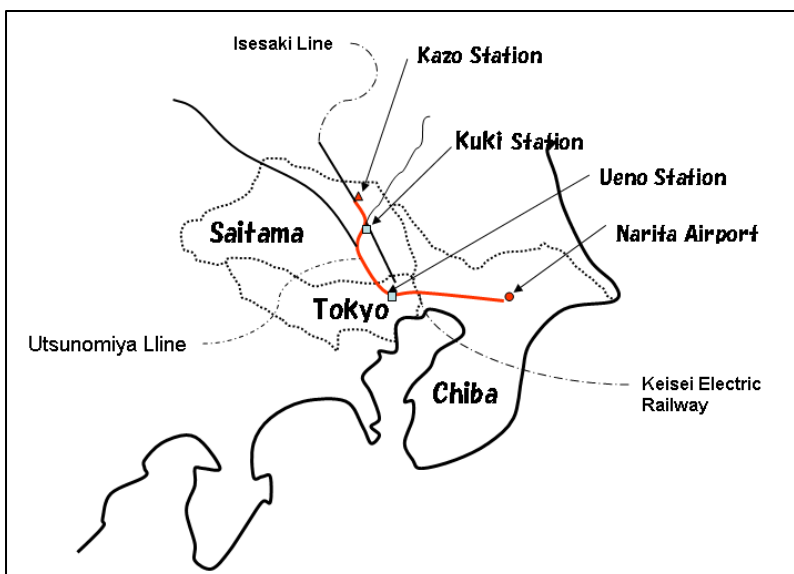 Isesaki Line
Kazo Station
Kuki Station
Ueno Station
Saitama
Narita Airport
Tokyo
Utsunomiya Lline
Chiba
Keisei Electric
Railway